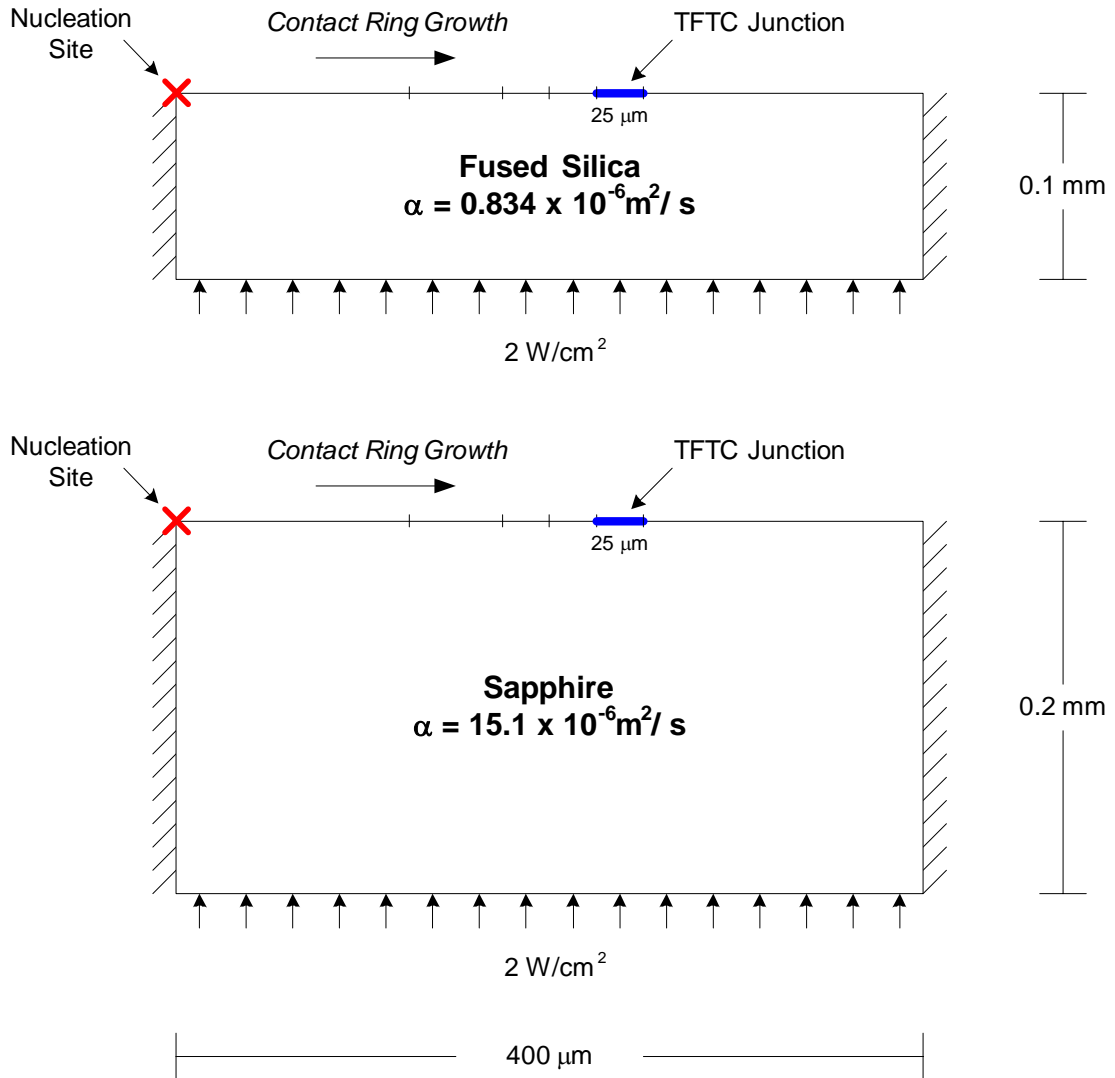 Nucleation
Site
Contact Ring Growth
TFTC Junction
25 μm
Fused Silica
α = 0.834 x 10⁻⁶m²/ s
0.1 mm
2 W/cm²
Nucleation
Site
Contact Ring Growth
TFTC Junction
25 μm
Sapphire
α = 15.1 x 10⁻⁶m²/ s
0.2 mm
2 W/cm²
400 μm